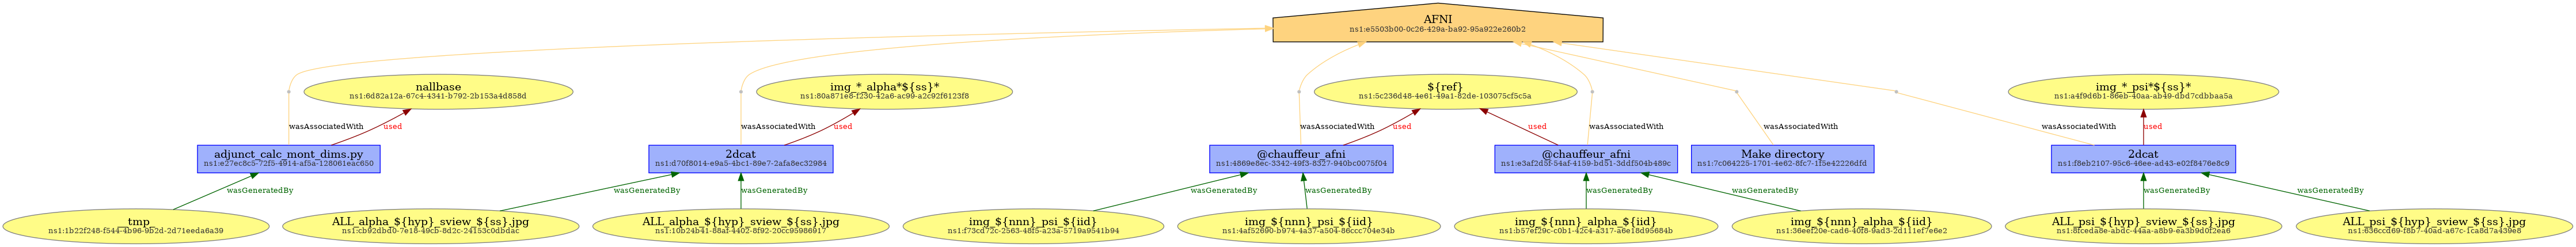 AFNI
ns1:e5503b00-0c26-429a-ba92-95a922e260b2
nallbase
ns1:6d82a12a-67c4-4341-b792-2b153a4d858d
img_*_alpha*${ss}*
ns1:80a871e8-f230-42a6-ac99-a2c92f6123f8
${ref}
ns1:5c236d48-4e61-49a1-82de-103075cf5c5a
img_*_psi*${ss}*
ns1:a4f9d6b1-86eb-40aa-ab49-dbd7cdbbaa5a
wasAssociatedWith
used
wasAssociatedWith
used
wasAssociatedWith
used
used
wasAssociatedWith
wasAssociatedWith
wasAssociatedWith
used
adjunct_calc_mont_dims.py
ns1:e27ec8c5-72f5-4914-af5a-128061eac650
2dcat
ns1:d70f8014-e9a5-4bc1-89e7-2afa8ec32984
@chauffeur_afni
ns1:4869e8ec-3342-49f3-8327-940bc0075f04
@chauffeur_afni
ns1:e3af2d5f-54af-4159-bd51-3ddf504b489c
Make directory
ns1:7c064225-1701-4e62-8fc7-1f5e42226dfd
2dcat
ns1:f8eb2107-95c6-46ee-ad43-e02f8476e8c9
wasGeneratedBy
wasGeneratedBy
wasGeneratedBy
wasGeneratedBy
wasGeneratedBy
wasGeneratedBy
wasGeneratedBy
wasGeneratedBy
wasGeneratedBy
tmp
ns1:1b22f248-f544-4b96-9b2d-2d71eeda6a39
ALL_alpha_${hyp}_sview_${ss}.jpg
ns1:cb92dbd0-7e18-49cb-8d2c-24153c0dbdac
ALL_alpha_${hyp}_sview_${ss}.jpg
ns1:10b24b41-88af-4402-8f92-20cc95986917
img_${nnn}_psi_${iid}
ns1:f73cd72c-2563-48f5-a23a-5719a9541b94
img_${nnn}_psi_${iid}
ns1:4af52690-b974-4a37-a504-86ccc704e34b
img_${nnn}_alpha_${iid}
ns1:b57ef29c-c0b1-42c4-a317-a6e18d95684b
img_${nnn}_alpha_${iid}
ns1:36eef20e-cad6-40f8-9ad3-2d111ef7e6e2
ALL_psi_${hyp}_sview_${ss}.jpg
ns1:8fceda8e-abdc-44aa-a8b9-ea3b9d0f2ea6
ALL_psi_${hyp}_sview_${ss}.jpg
ns1:636ccd69-f8b7-40ad-a67c-1ca8d7a439e8